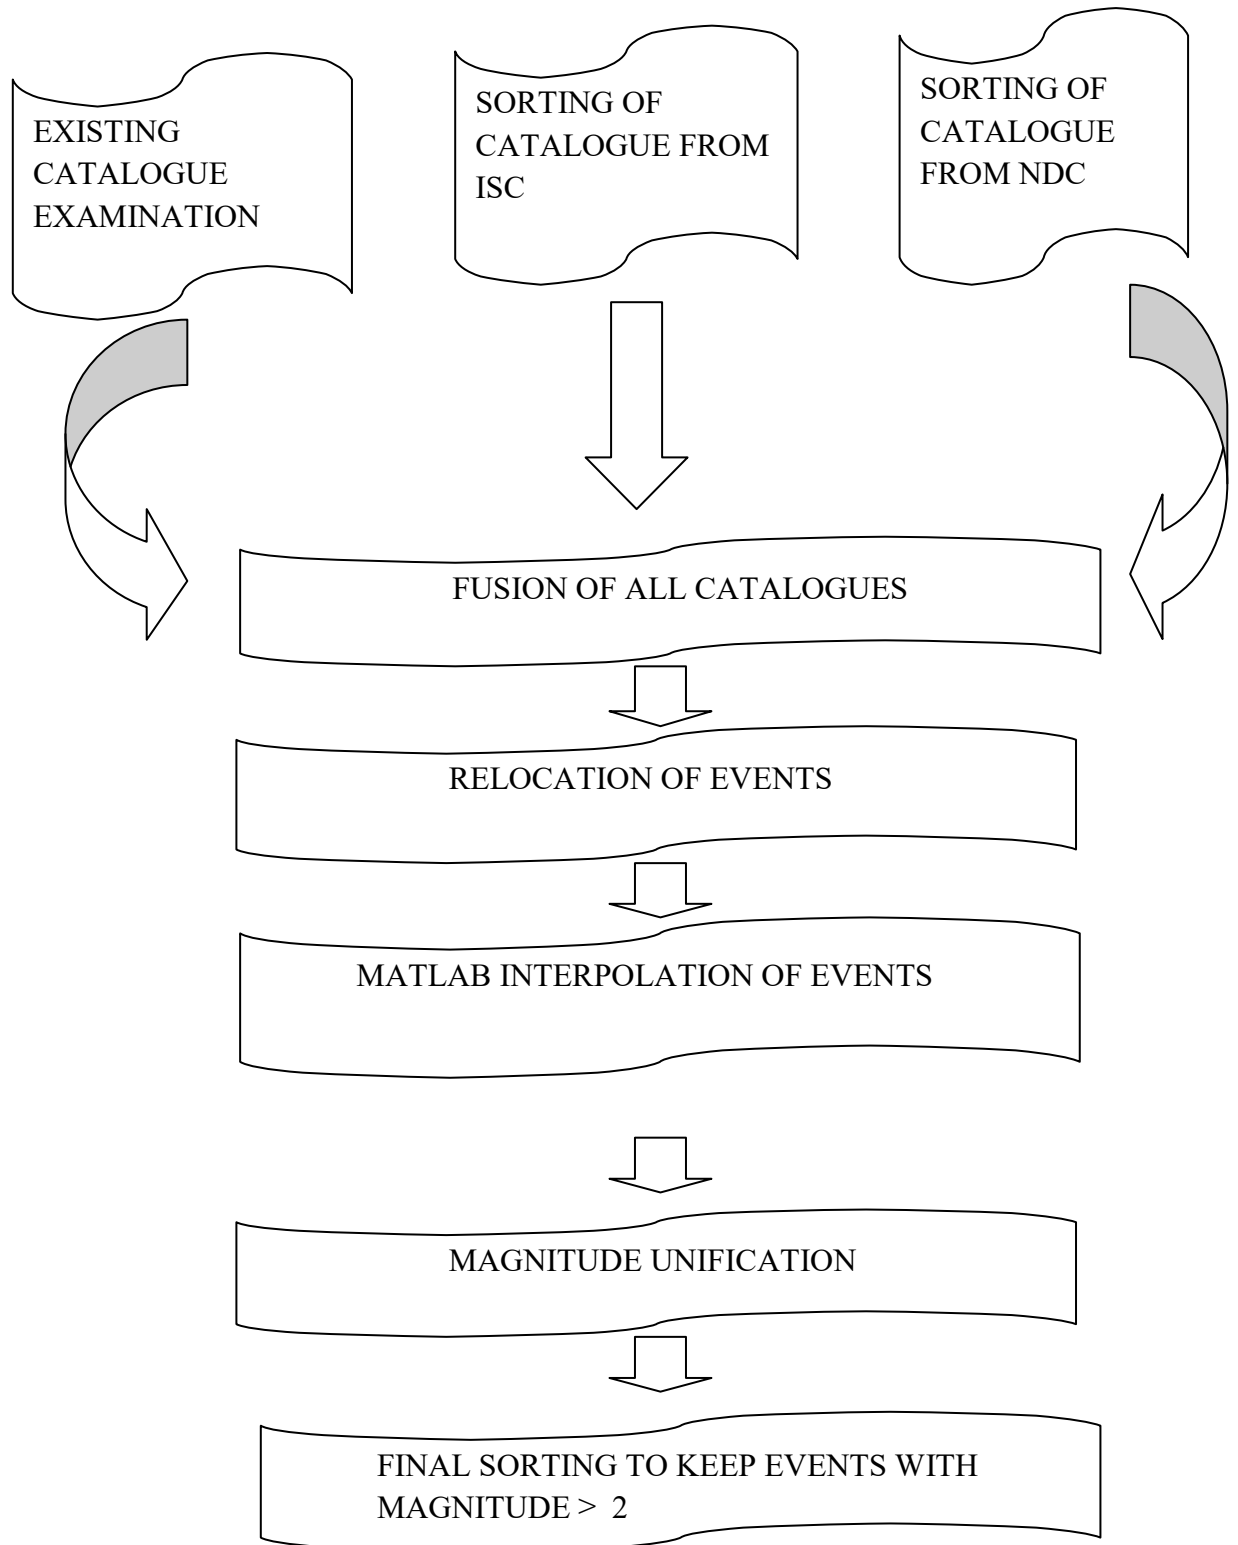 EXISTING
CATALOGUE
EXAMINATION
SORTING OF
CATALOGUE FROM
ISC
SORTING OF
CATALOGUE
FROM NDC
FUSION OF ALL CATALOGUES
RELOCATION OF EVENTS
MATLAB INTERPOLATION OF EVENTS
MAGNITUDE UNIFICATION
FINAL SORTING TO KEEP EVENTS WITH
MAGNITUDE > 2